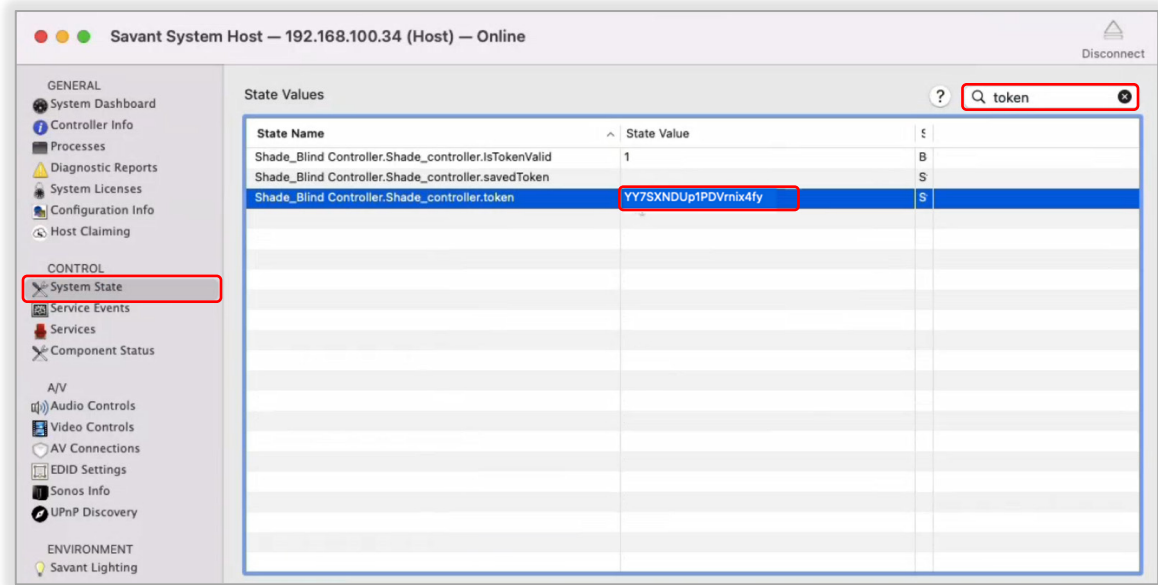 Savant System Host — 192.168.100.34 (Host) — Online
Disconnect
GENERAL
System Dashboard
Controller Info
Processes
Diagnostic Reports
System Licenses
Configuration Info
Host Claiming
CONTROL
System State
Service Events
Services
Component Status
A/V
Audio Controls
Video Controls
AV Connections
EDID Settings
Sonos Info
UPnP Discovery
ENVIRONMENT
Savant Lighting
State Values
?
token
State Name State Value S
Shade_Blind Controller.Shade_controller.IsTokenValid 1 B
Shade_Blind Controller.Shade_controller.savedToken S
Shade_Blind Controller.Shade_controller.token YY7SXNDUp1PDVrnix4fy S